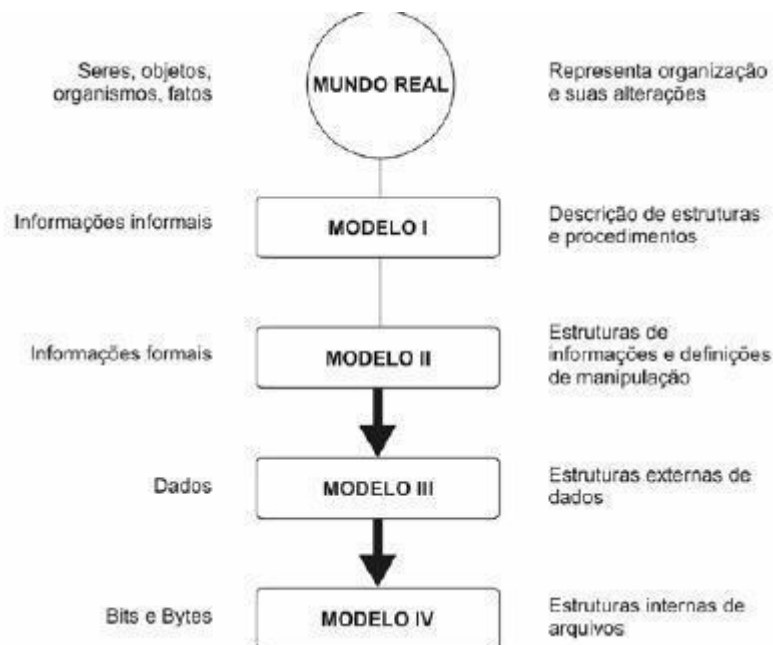 Seres, objetos,
organismos, fatos
MUNDO REAL
Representa organização
e suas alterações
Informações informais
MODELO I
Descrição de estruturas
e procedimentos
Informações formais
MODELO II
Estruturas de
informações e definições
de manipulação
Dados
MODELO III
Estruturas externas de
dados
Bits e Bytes
MODELO IV
Estruturas internas de
arquivos